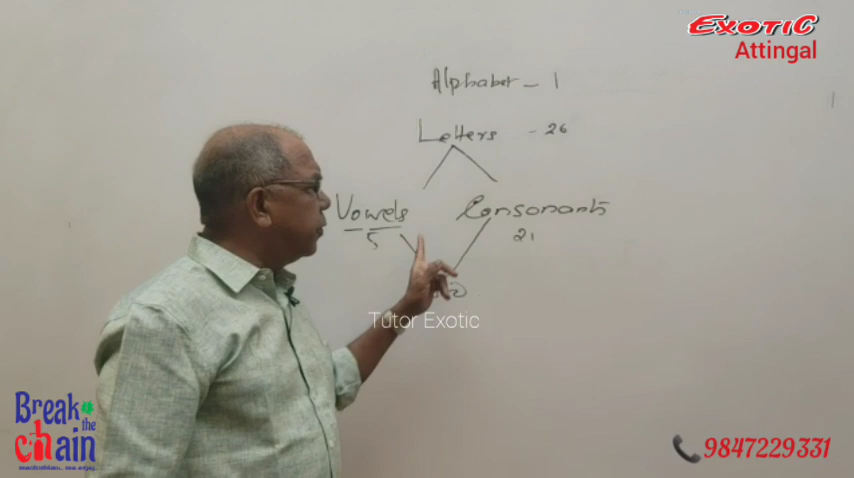 EXOTIC
Attingal
Alphabet - 1
Letters - 26
Vowels Consonants
5 21
Tutor Exotic
Break
the
chain
9847229331